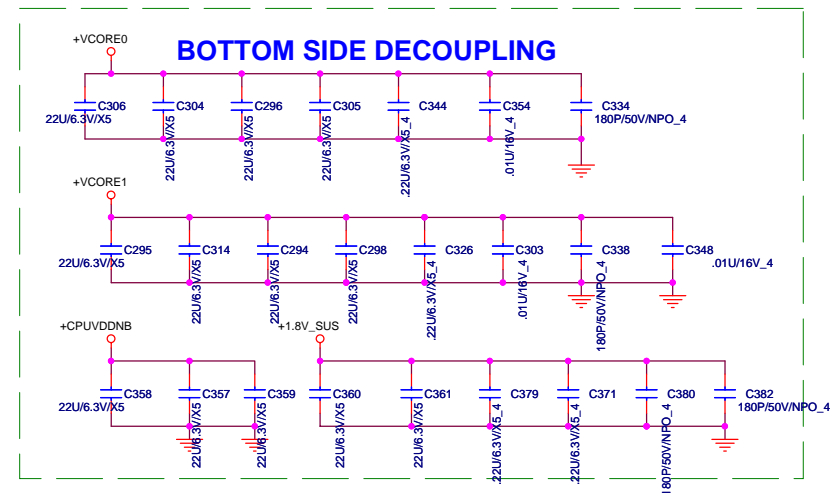 BOTTOM SIDE DECOUPLING
+VCORE0
C306
22U/6.3V/X5
C304
22U/6.3V/X5
C296
22U/6.3V/X5
C305
22U/6.3V/X5
C344
.22U/6.3V/X5_4
C354
.01U/16V_4
C334
180P/50V/NPO_4
+VCORE1
C295
22U/6.3V/X5
C314
22U/6.3V/X5
C294
22U/6.3V/X5
C298
22U/6.3V/X5
C326
.22U/6.3V/X5_4
C303
.01U/16V_4
C338
180P/50V/NPO_4
C348
.01U/16V_4
+CPUVDDNB
C358
22U/6.3V/X5
C357
22U/6.3V/X5
C359
22U/6.3V/X5
+1.8V_SUS
C360
22U/6.3V/X5
C361
22U/6.3V/X5
C379
.22U/6.3V/X5_4
C371
.22U/6.3V/X5_4
C380
180P/50V/NPO_4
C382
180P/50V/NPO_4